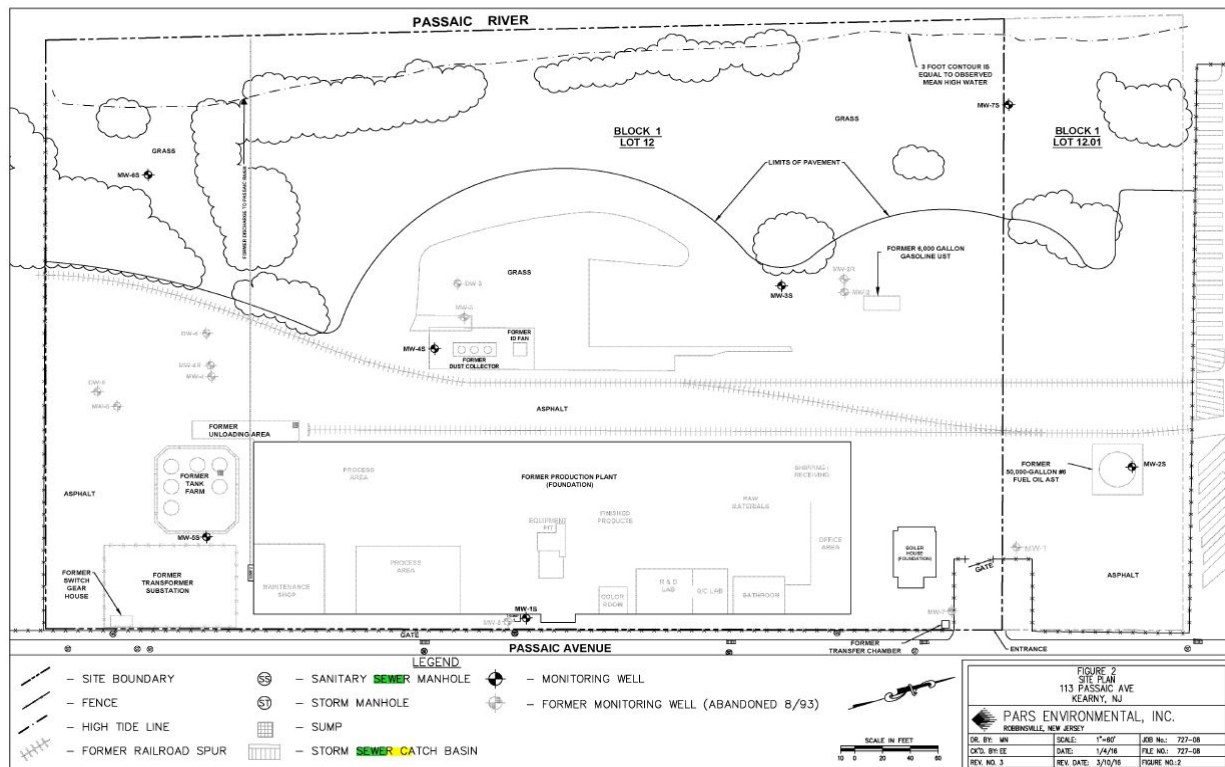 PASSAIC RIVER
3 FOOT CONTOUR IS
EQUAL TO OBSERVED
MEAN HIGH WATER
MW-7S
GRASS
BLOCK 1
LOT 12
GRASS
BLOCK 1
LOT 12.01
MW-6S
FORMER DISCHARGE TO PASSAIC RIVER
LIMITS OF PAVEMENT
FORMER 6,000 GALLON
GASOLINE UST
GRASS
MW-3S
MW-2
FORMER
ID FAN
MW-4S
FORMER
DUST COLLECTOR
ASPHALT
FORMER
UNLOADING AREA
FORMER
TANK
FARM
ASPHALT
MW-5S
PROCESS
AREA
FORMER PRODUCTION PLANT
(FOUNDATION)
SHIPPING /
RECEIVING
RAW
MATERIALS
FINISHED
PRODUCTS
EQUIPMENT
PIT
OFFICE
AREA
FORMER
50,000-GALLON #6
FUEL OIL AST
MW-2S
BOILER
HOUSE
(FOUNDATION)
MW-1
GATE
ASPHALT
FORMER
SWITCH
GEAR
HOUSE
FORMER
TRANSFORMER
SUBSTATION
MAINTENANCE
SHOP
PROCESS
AREA
COLOR
ROOM
R & D
LAB
Q/C LAB
BATHROOM
MW-1S
GATE
PASSAIC AVENUE
FORMER
TRANSFER CHAMBER
ENTRANCE
LEGEND
- SITE BOUNDARY
- FENCE
- HIGH TIDE LINE
- FORMER RAILROAD SPUR
SS - SANITARY SEWER MANHOLE
ST - STORM MANHOLE
- SUMP
- STORM SEWER CATCH BASIN
- MONITORING WELL
- FORMER MONITORING WELL (ABANDONED 8/93)
SCALE IN FEET
10 0 20 40 60
FIGURE 2
SITE PLAN
113 PASSAIC AVE
KEARNY, NJ
PARS ENVIRONMENTAL, INC.
ROBBINSVILLE, NEW JERSEY
DR. BY: MN SCALE: 1"=60' JOB No.: 727-08
CK'D. BY: EE DATE: 1/4/16 FILE NO.: 727-08
REV. NO. 3 REV. DATE: 3/10/16 FIGURE NO.: 2